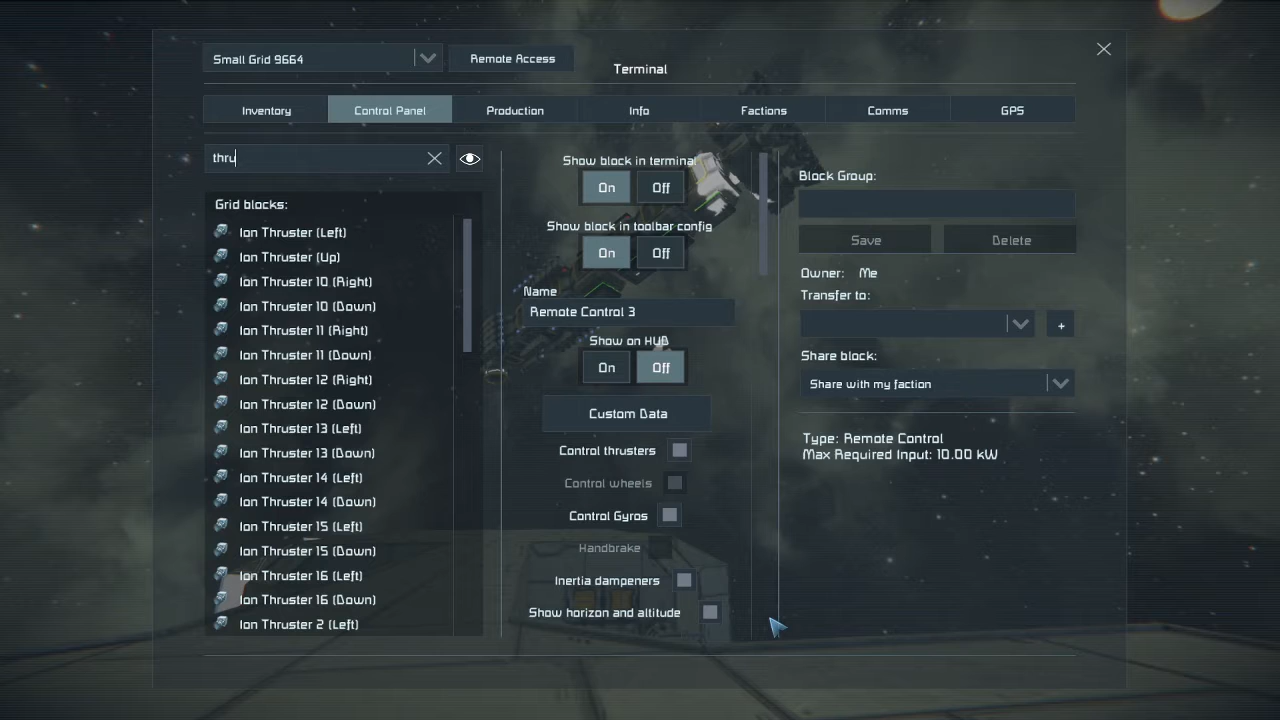 Small Grid 9664
Remote Access
Terminal
Inventory
Control Panel
Production
Info
Factions
Comms
GPS
thru
Grid blocks:
Ion Thruster (Left)
Ion Thruster (Up)
Ion Thruster 10 (Right)
Ion Thruster 10 (Down)
Ion Thruster 11 (Right)
Ion Thruster 11 (Down)
Ion Thruster 12 (Right)
Ion Thruster 12 (Down)
Ion Thruster 13 (Left)
Ion Thruster 13 (Down)
Ion Thruster 14 (Left)
Ion Thruster 14 (Down)
Ion Thruster 15 (Left)
Ion Thruster 15 (Down)
Ion Thruster 16 (Left)
Ion Thruster 16 (Down)
Ion Thruster 2 (Left)
Show block in terminal
On Off
Show block in toolbar config
On Off
Name
Remote Control 3
Show on HUD
On Off
Custom Data
Control thrusters
Control wheels
Control Gyros
Handbrake
Inertia dampeners
Show horizon and altitude
Block Group:
Save Delete
Owner: Me
Transfer to:
+
Share block:
Share with my faction
Type: Remote Control
Max Required Input: 10.00 kW